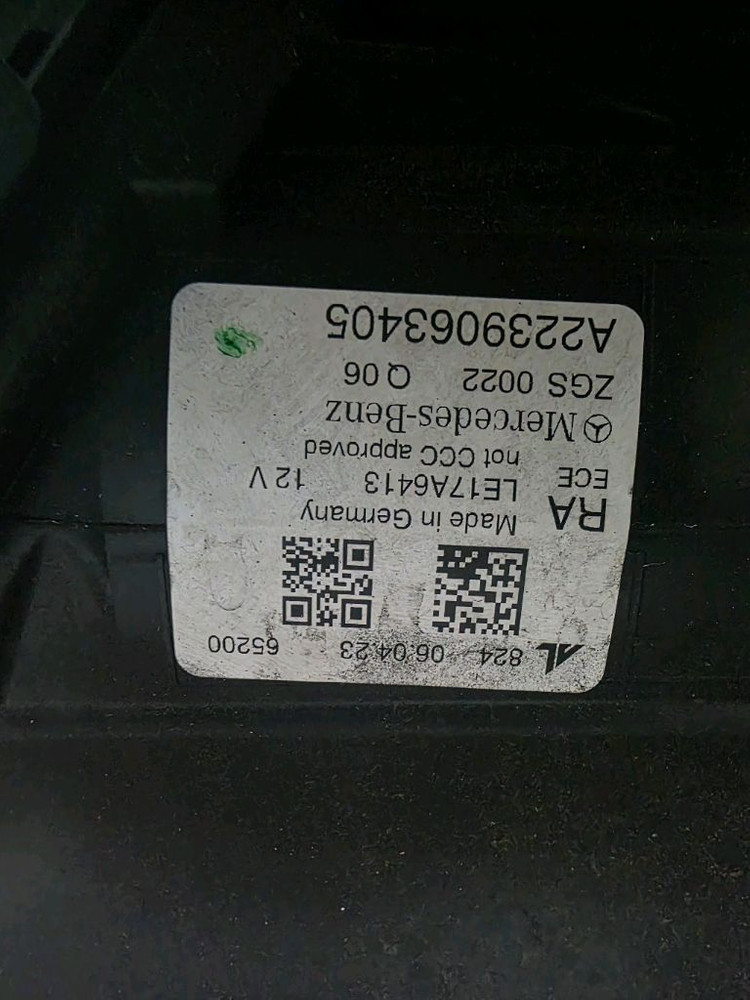 A2239063405
ZGS 0022 Q 06
Mercedes-Benz
not CCC approved
ECE LE17A6413 12 V
RA Made in Germany
AL 824 06.04.23 65200